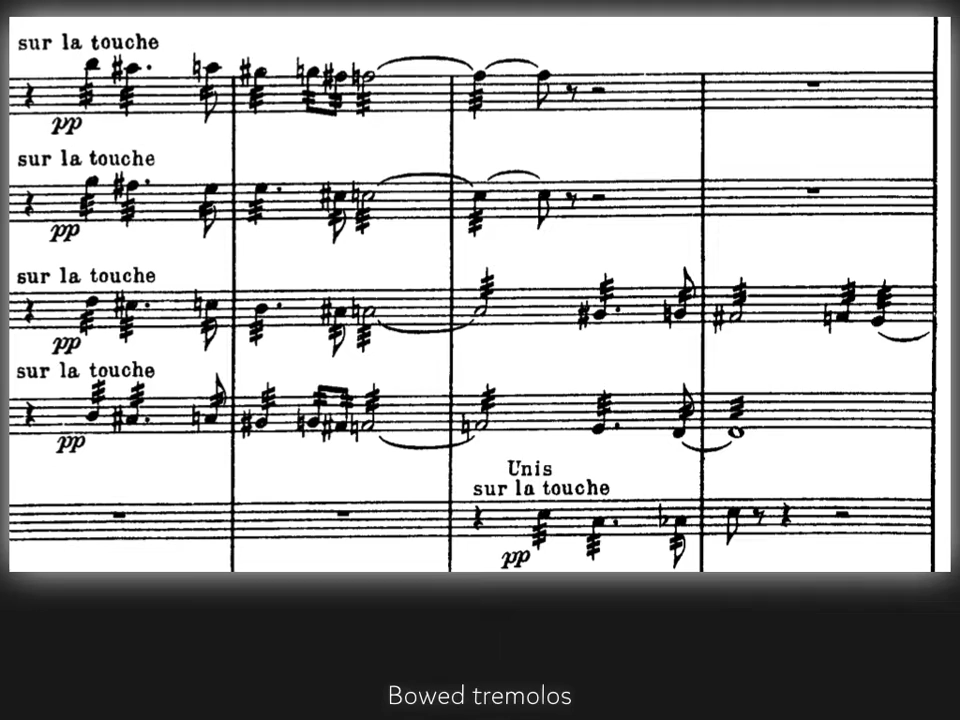 sur la touche
pp
sur la touche
pp
sur la touche
pp
sur la touche
pp
Unis
sur la touche
pp
Bowed tremolos